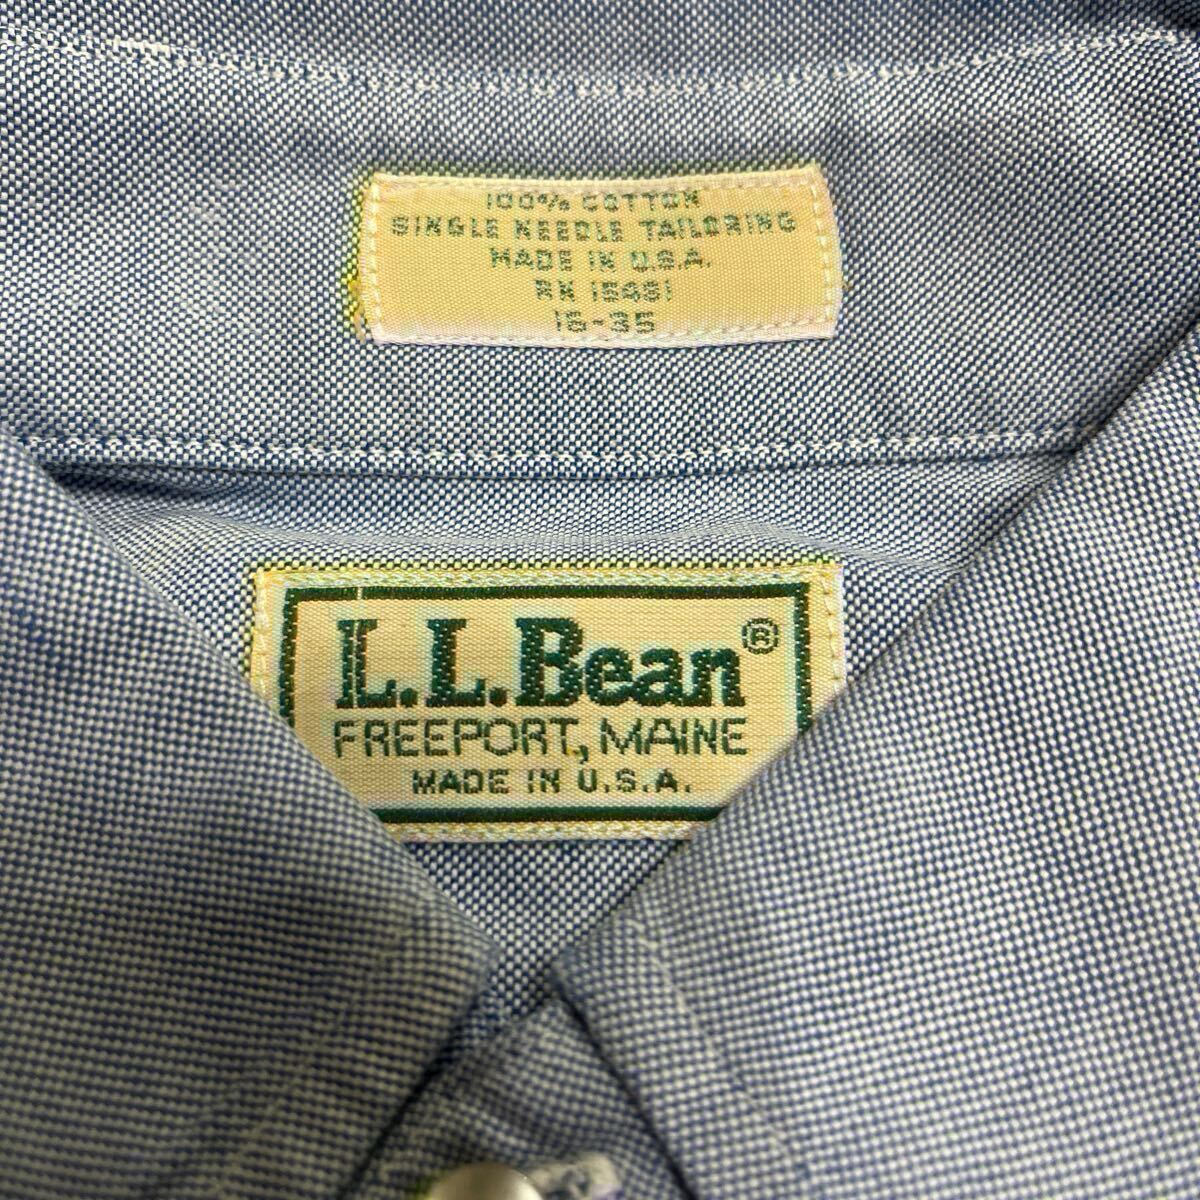 100% COTTON
SINGLE NEEDLE TAILORING
MADE IN U.S.A.
RN 15481
16-35
L.L.Bean®
FREEPORT, MAINE
MADE IN U.S.A.